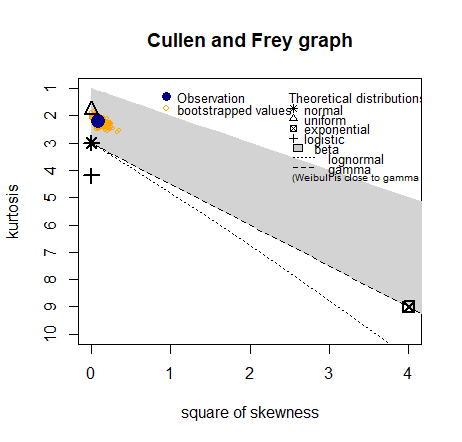 Cullen and Frey graph
Observation
bootstrapped values
Theoretical distributions
normal
uniform
exponential
logistic
beta
lognormal
gamma
(Weibull is close to gamma
kurtosis
1
2
3
4
5
6
7
8
9
10
0
1
2
3
4
square of skewness